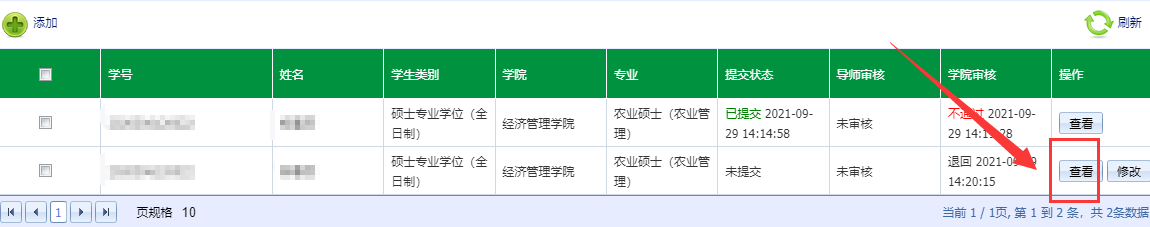 添加
刷新
学号 姓名 学生类别 学院 专业 提交状态 导师审核 学院审核 操作
硕士专业学位（全
日制）
经济管理学院
农业硕士（农业管
理）
已提交 2021-09-
29 14:14:58
未审核
不通过 2021-09-
查看
硕士专业学位（全
日制）
经济管理学院
农业硕士（农业管
理）
未提交
未审核
退回
14:20:15
查看 修改
1 页规格 10 当前 1 / 1页, 第 1 到 2 条，共 2条数据